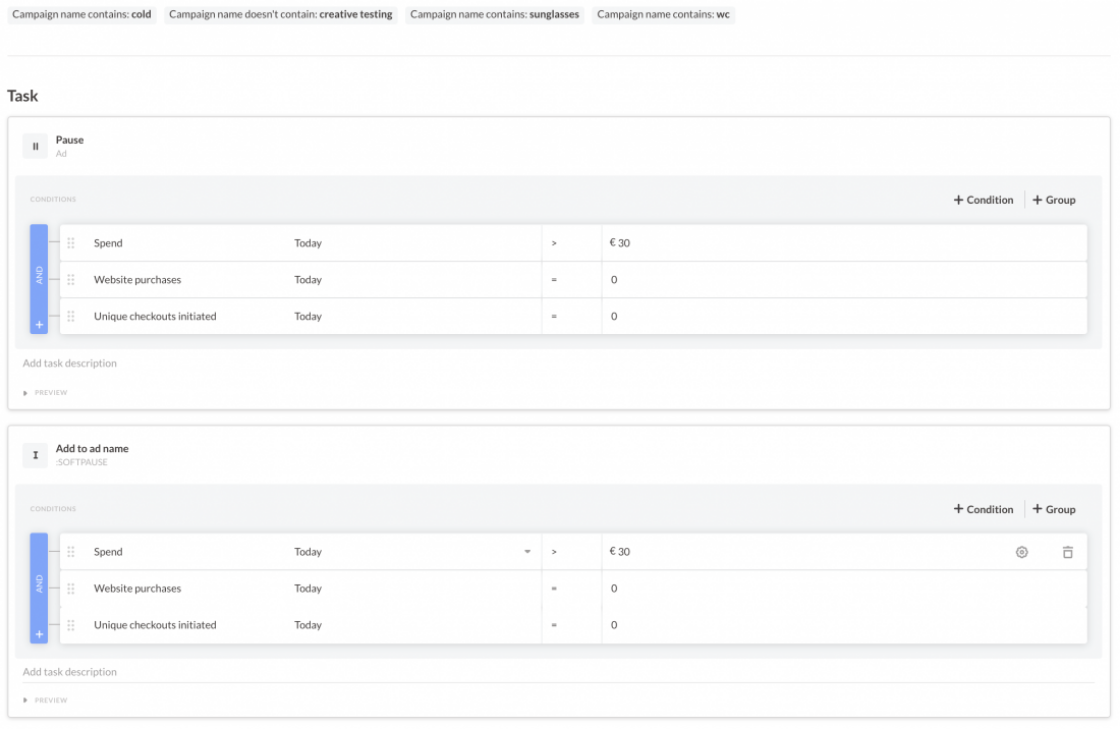 Campaign name contains: cold Campaign name doesn't contain: creative testing Campaign name contains: sunglasses Campaign name contains: wc
Task
Pause
Ad
CONDITIONS + Condition + Group
Spend Today > € 30
AND
Website purchases Today = 0
Unique checkouts initiated Today = 0
+
Add task description
PREVIEW
Add to ad name
:SOFTPAUSE
CONDITIONS + Condition + Group
Spend Today > € 30
AND
Website purchases Today = 0
Unique checkouts initiated Today = 0
+
Add task description
PREVIEW